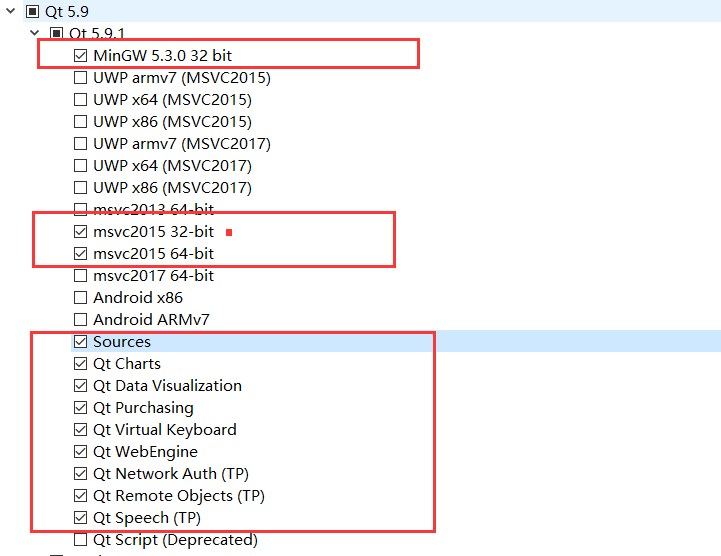 Qt 5.9
Qt 5.9.1
MinGW 5.3.0 32 bit
UWP armv7 (MSVC2015)
UWP x64 (MSVC2015)
UWP x86 (MSVC2015)
UWP armv7 (MSVC2017)
UWP x64 (MSVC2017)
UWP x86 (MSVC2017)
msvc2013 64-bit
msvc2015 32-bit
msvc2015 64-bit
msvc2017 64-bit
Android x86
Android ARMv7
Sources
Qt Charts
Qt Data Visualization
Qt Purchasing
Qt Virtual Keyboard
Qt WebEngine
Qt Network Auth (TP)
Qt Remote Objects (TP)
Qt Speech (TP)
Qt Script (Deprecated)